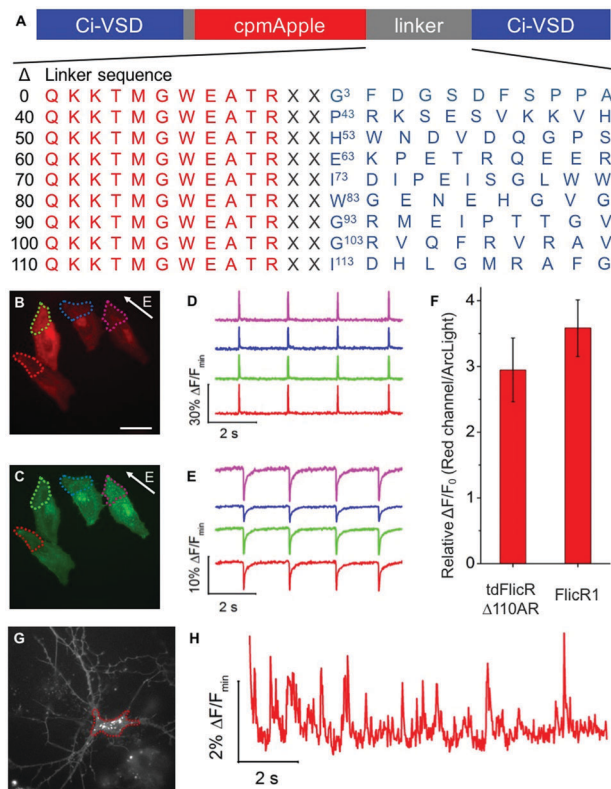 A
Ci-VSD cpmApple linker Ci-VSD
Δ Linker sequence
0 Q K K T M G W E A T R X X G3 F D G S D F S P P A
40 Q K K T M G W E A T R X X P43 R K S E S V K K V H
50 Q K K T M G W E A T R X X H53 W N D V D Q G P S
60 Q K K T M G W E A T R X X E63 K P E T R Q E E R
70 Q K K T M G W E A T R X X I73 D I P E I S G L W W
80 Q K K T M G W E A T R X X W83 G E N E H G V G
90 Q K K T M G W E A T R X X G93 R M E I P T T G V
100 Q K K T M G W E A T R X X G103 R V Q F R V R A V
110 Q K K T M G W E A T R X X I113 D H L G M R A F G
B
E
C
E
D
30% ΔF/Fmin
2 s
E
10% ΔF/Fmin
2 s
F
Relative ΔF/F0 (Red channel/ArcLight)
4
3
2
1
0
tdFlicR
Δ110AR
FlicR1
G
H
2% ΔF/Fmin
2 s